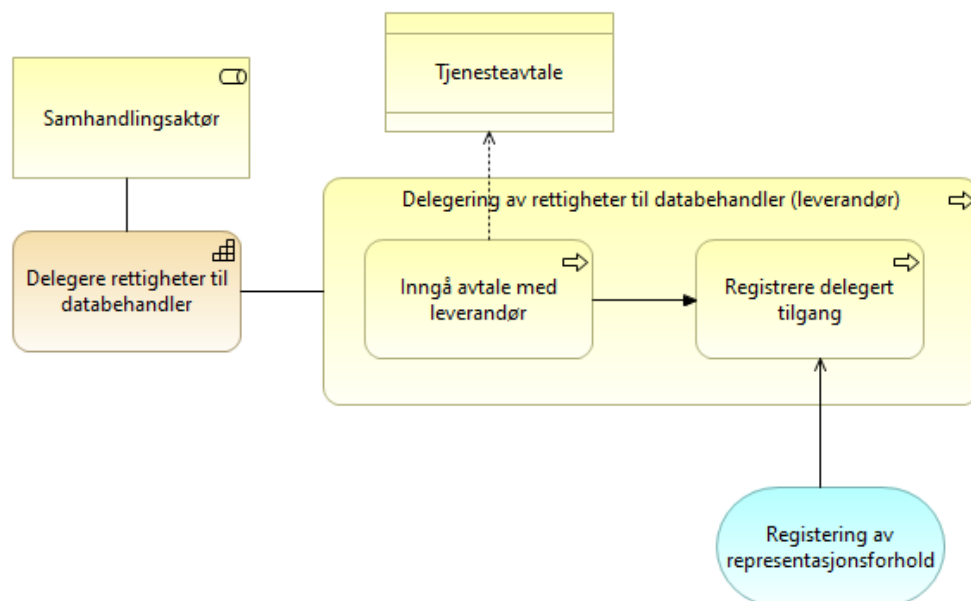 Tjenesteavtale
Samhandlingsaktør
Delegering av rettigheter til databehandler (leverandør)
Delegere rettigheter til
databehandler
Inngå avtale med
leverandør
Registrere delegert
tilgang
Registering av
representasjonsforhold